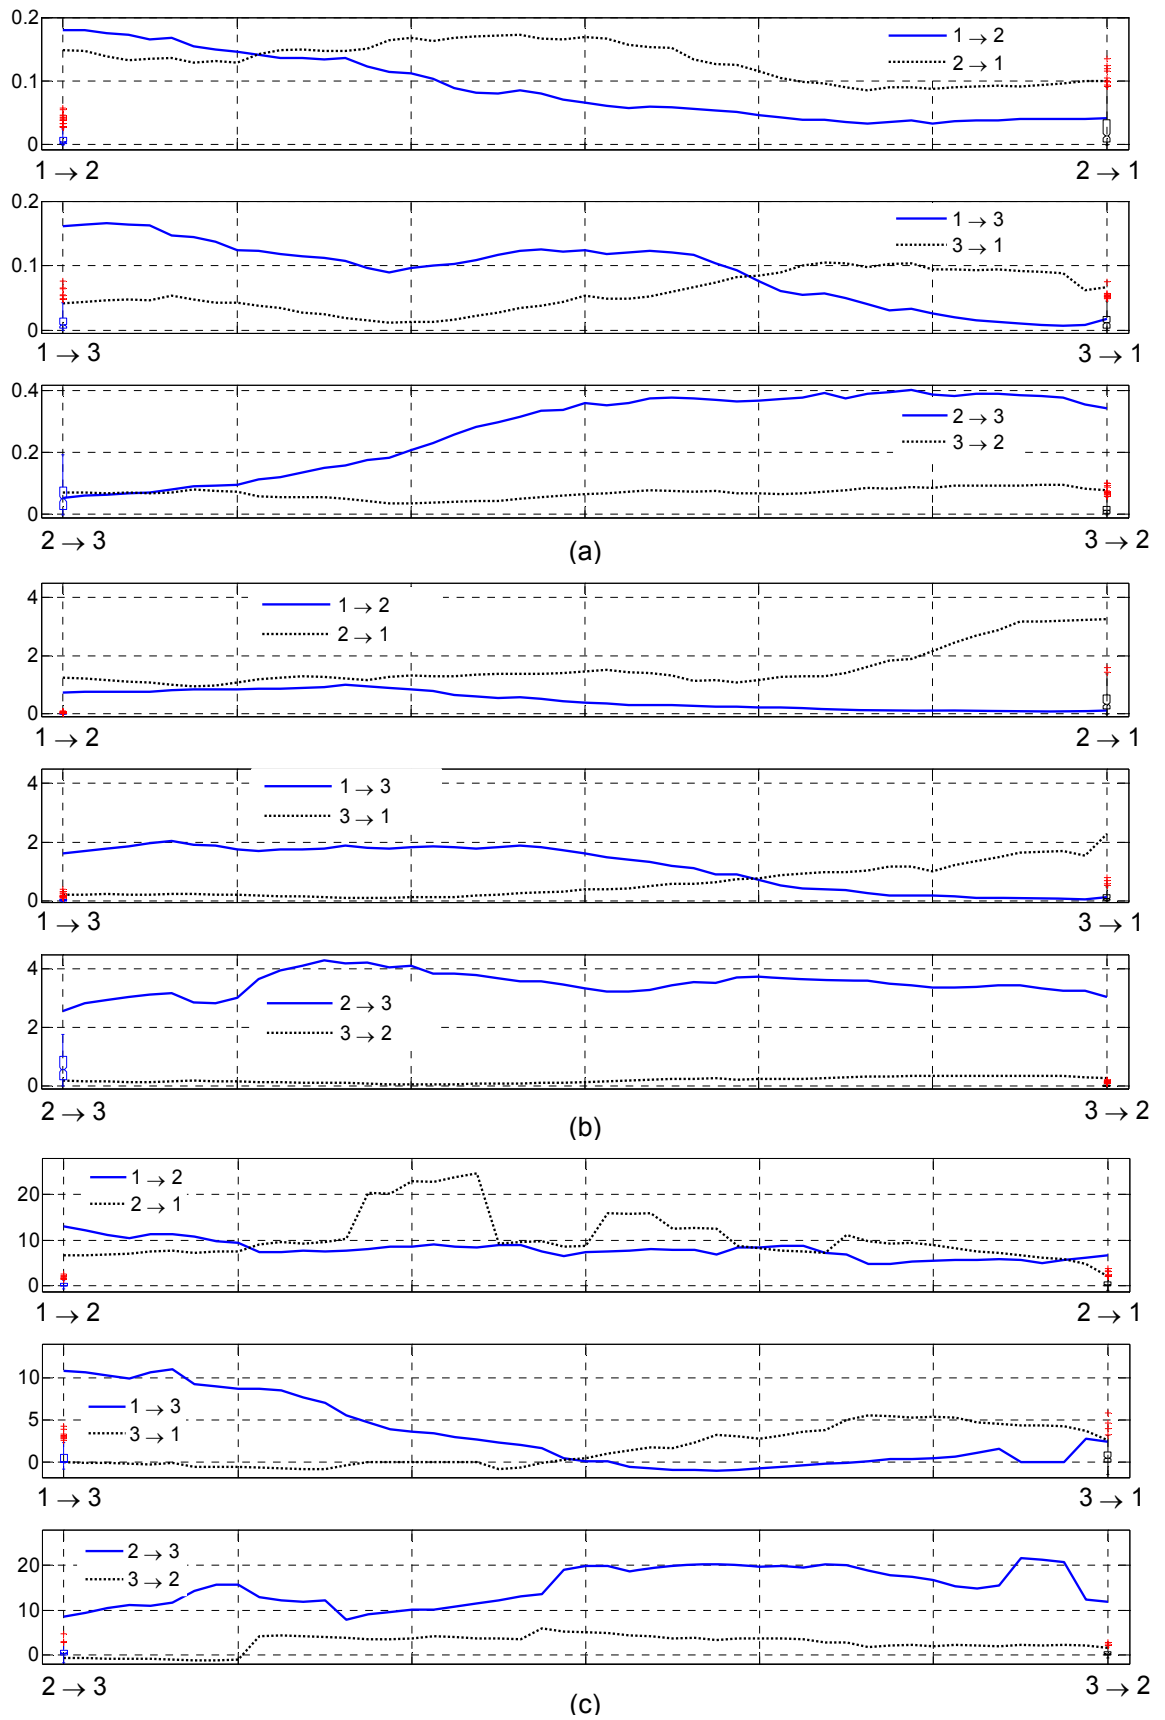 0.2
1 → 2
2 → 1
0.1
0
1 → 2 2 → 1
0.2
1 → 3
3 → 1
0.1
0
1 → 3 3 → 1
0.4
2 → 3
3 → 2
0.2
0
2 → 3 3 → 2
(a)
4
1 → 2
2 → 1
2
0
1 → 2 2 → 1
4
1 → 3
3 → 1
2
0
1 → 3 3 → 1
4
2 → 3
3 → 2
2
0
2 → 3 3 → 2
(b)
1 → 2
20
2 → 1
10
0
1 → 2 2 → 1
10
1 → 3
5
3 → 1
0
1 → 3 3 → 1
2 → 3
20
3 → 2
10
0
2 → 3 3 → 2
(c)